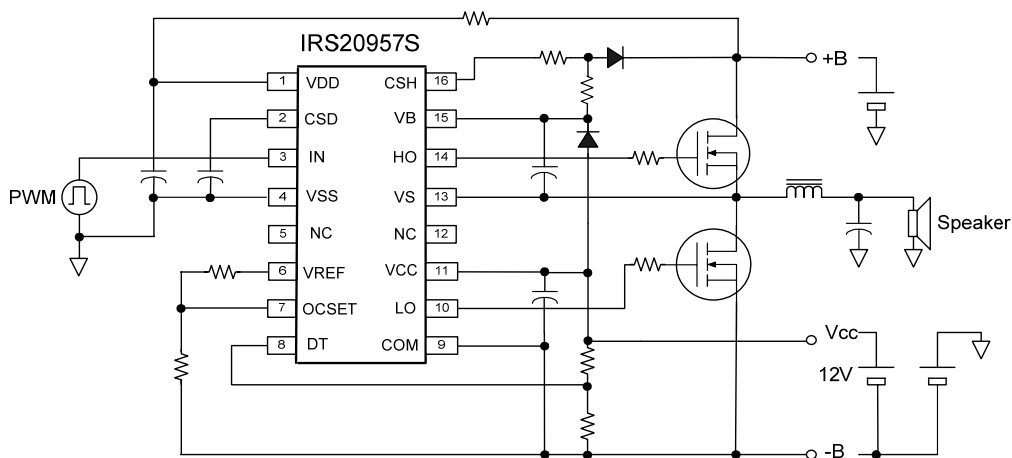 IRS20957S
+B
1 VDD CSH 16
2 CSD VB 15
3 IN HO 14
PWM
4 VSS VS 13
Speaker
5 NC NC 12
6 VREF VCC 11
7 OCSET LO 10
8 DT COM 9
Vcc
12V
-B